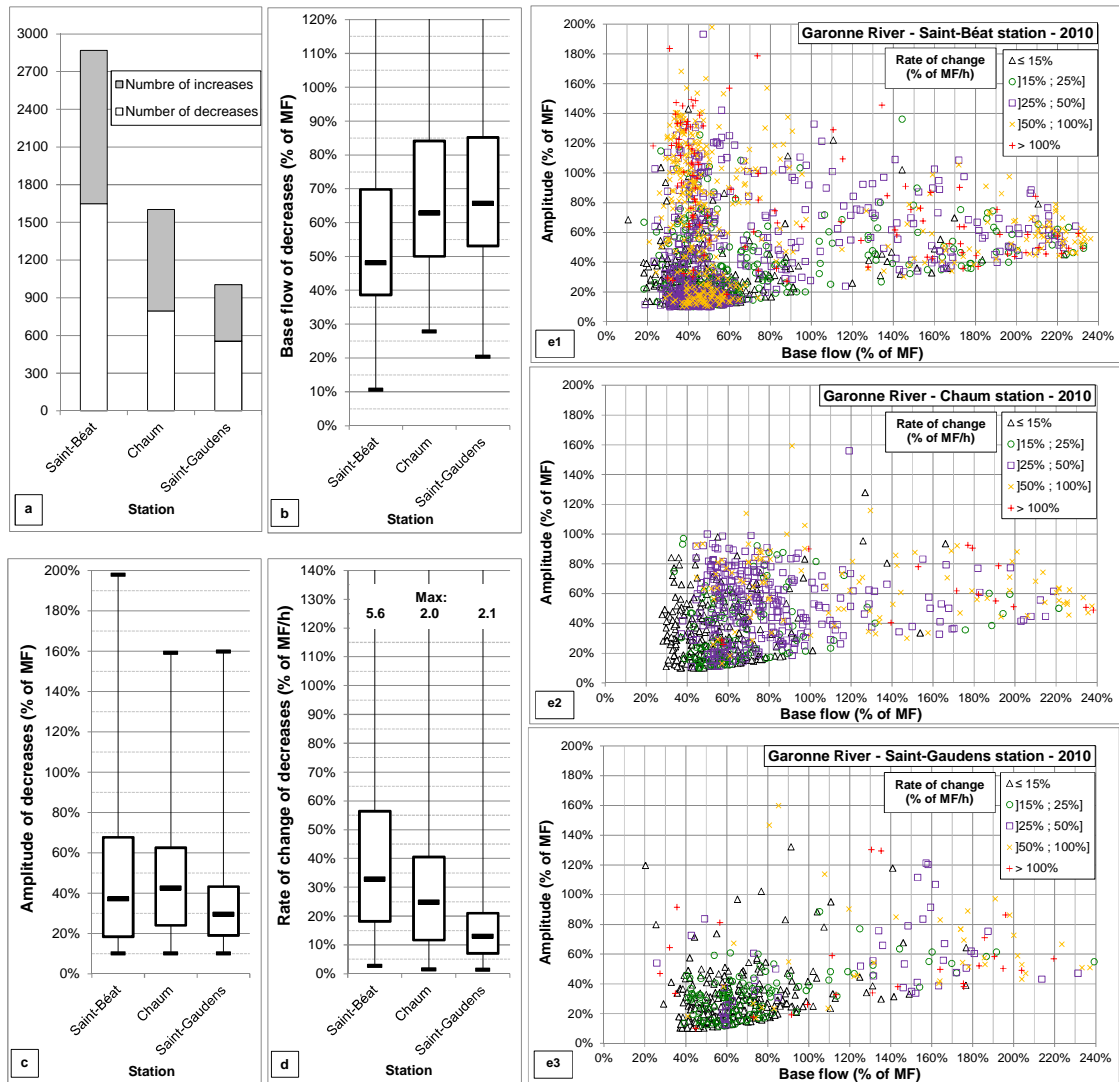 3000
2700
2400
2100
1800
1500
1200
900
600
300
0
Numbre of increases
Number of decreases
Saint-Béat
Chaum
Saint-Gaudens
Station
a
Base flow of decreases (% of MF)
120%
110%
100%
90%
80%
70%
60%
50%
40%
30%
20%
10%
0%
Saint-Béat
Chaum
Saint-Gaudens
Station
b
Amplitude of decreases (% of MF)
200%
180%
160%
140%
120%
100%
80%
60%
40%
20%
0%
Saint-Béat
Chaum
Saint-Gaudens
Station
c
Rate of change of decreases (% of MF/h)
140%
130%
120%
110%
100%
90%
80%
70%
60%
50%
40%
30%
20%
10%
0%
Max:
5.6 2.0 2.1
Saint-Béat
Chaum
Saint-Gaudens
Station
d
Garonne River - Saint-Béat station - 2010
Rate of change
(% of MF/h)
≤ 15%
]15% ; 25%]
]25% ; 50%]
]50% ; 100%]
> 100%
Amplitude (% of MF)
200%
180%
160%
140%
120%
100%
80%
60%
40%
20%
0%
0% 20% 40% 60% 80% 100% 120% 140% 160% 180% 200% 220% 240%
Base flow (% of MF)
e1
Garonne River - Chaum station - 2010
Rate of change
(% of MF/h)
≤ 15%
]15% ; 25%]
]25% ; 50%]
]50% ; 100%]
> 100%
Amplitude (% of MF)
200%
180%
160%
140%
120%
100%
80%
60%
40%
20%
0%
0% 20% 40% 60% 80% 100% 120% 140% 160% 180% 200% 220% 240%
Base flow (% of MF)
e2
Garonne River - Saint-Gaudens station - 2010
Rate of change
(% of MF/h)
≤ 15%
]15% ; 25%]
]25% ; 50%]
]50% ; 100%]
> 100%
Amplitude (% of MF)
200%
180%
160%
140%
120%
100%
80%
60%
40%
20%
0%
0% 20% 40% 60% 80% 100% 120% 140% 160% 180% 200% 220% 240%
Base flow (% of MF)
e3